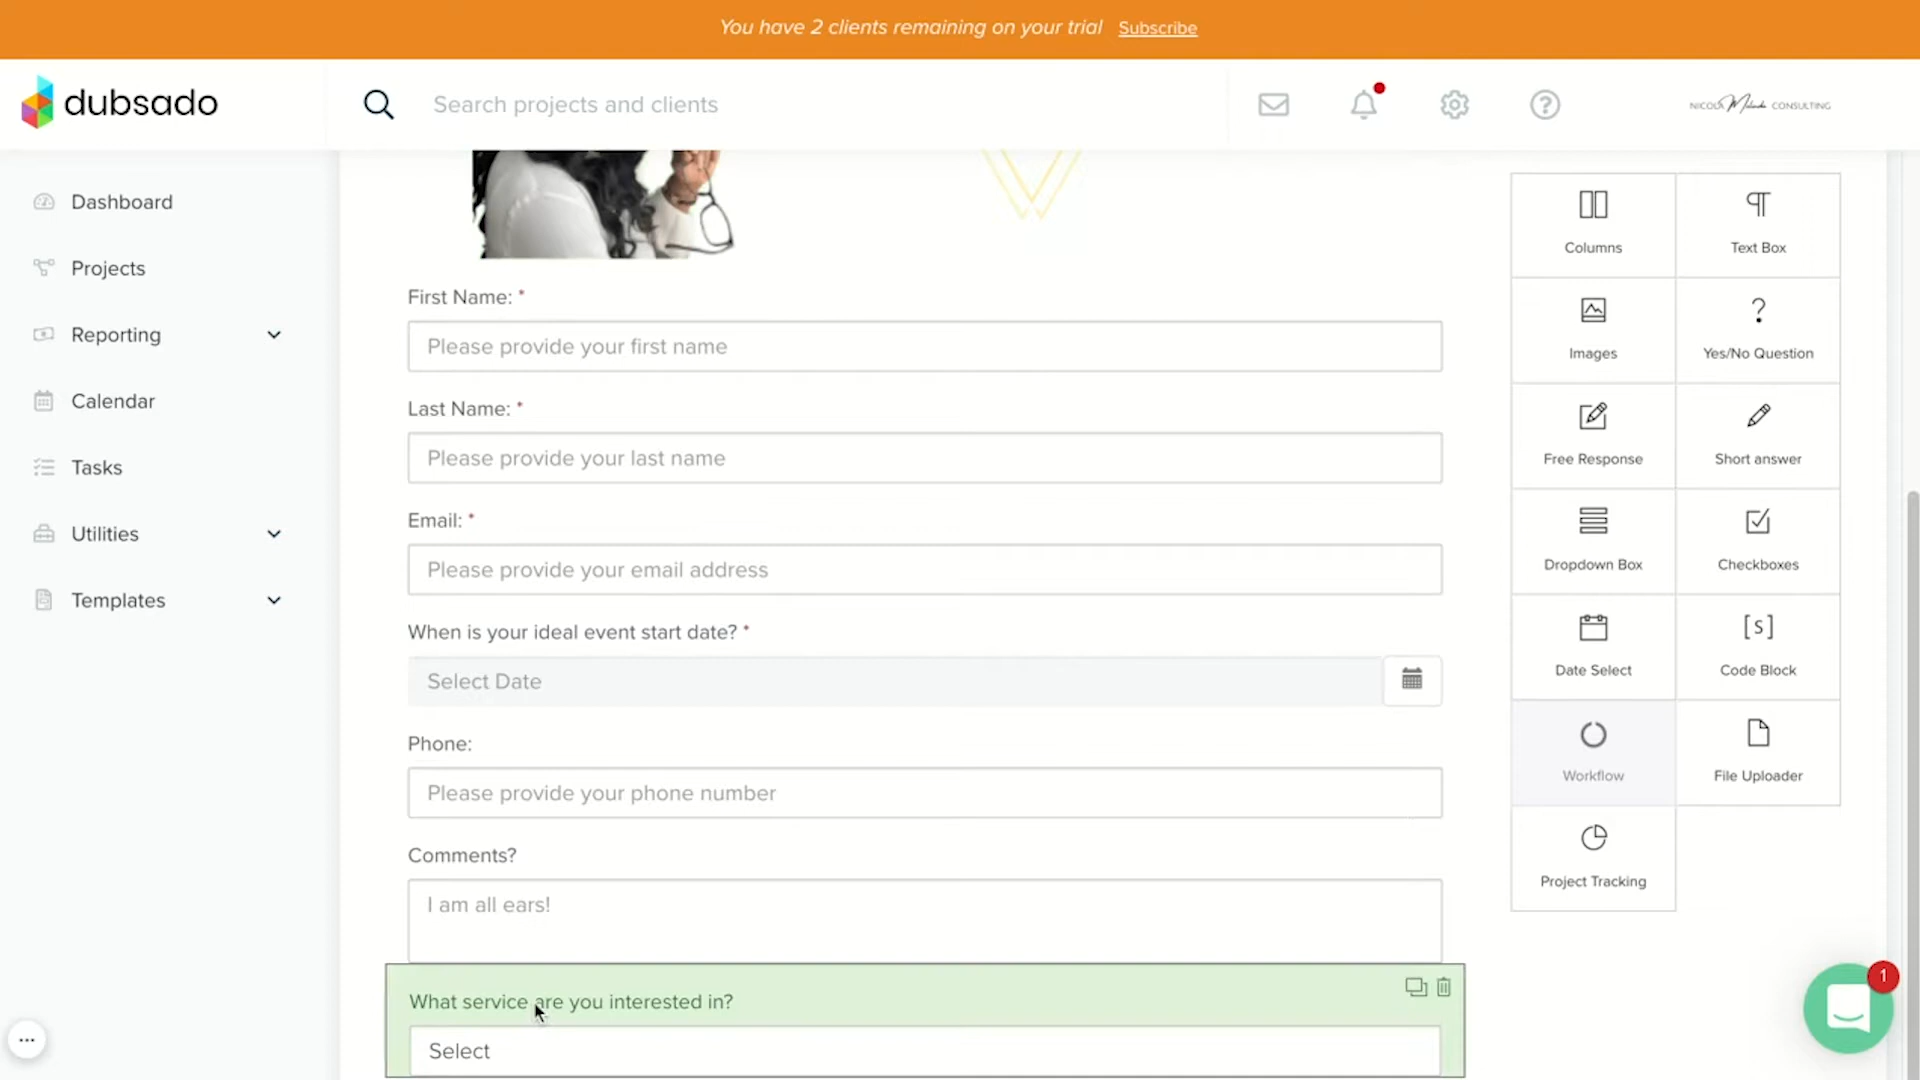 You have 2 clients remaining on your trial Subscribe
dubsado
Search projects and clients
NICOLA CONSULTING
Dashboard
Projects
Reporting
Calendar
Tasks
Utilities
Templates
First Name: *
Please provide your first name
Last Name: *
Please provide your last name
Email: *
Please provide your email address
When is your ideal event start date? *
Select Date
Phone:
Please provide your phone number
Comments?
I am all ears!
What service are you interested in?
Select
Columns
Text Box
Images
Yes/No Question
Free Response
Short answer
Dropdown Box
Checkboxes
Date Select
[s]
Code Block
Workflow
File Uploader
Project Tracking
1